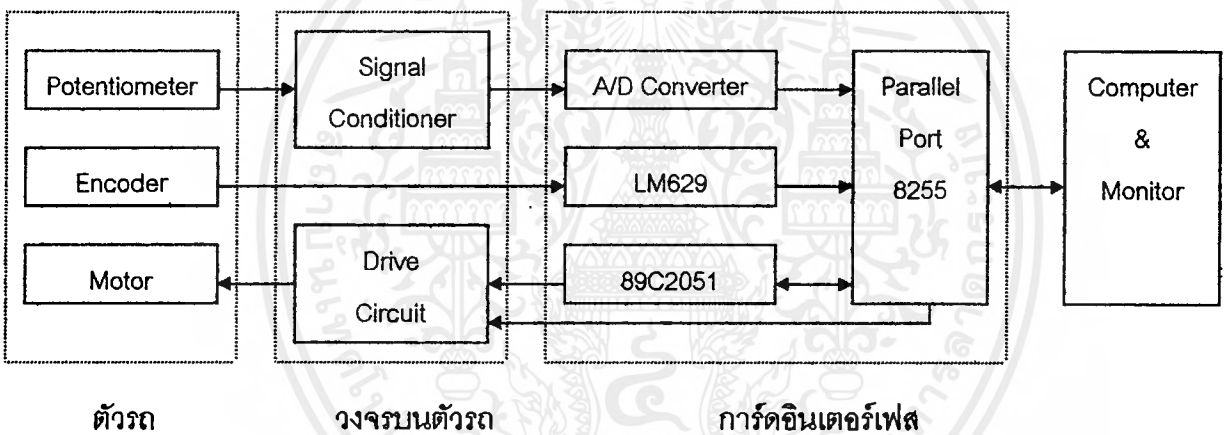 Potentiometer
Encoder
Motor
Signal
Conditioner
Drive
Circuit
A/D Converter
LM629
89C2051
Parallel
Port
8255
Computer
&
Monitor
ตัวรถ
วงจรบนตัวรถ
การ์ดอินเตอร์เฟส